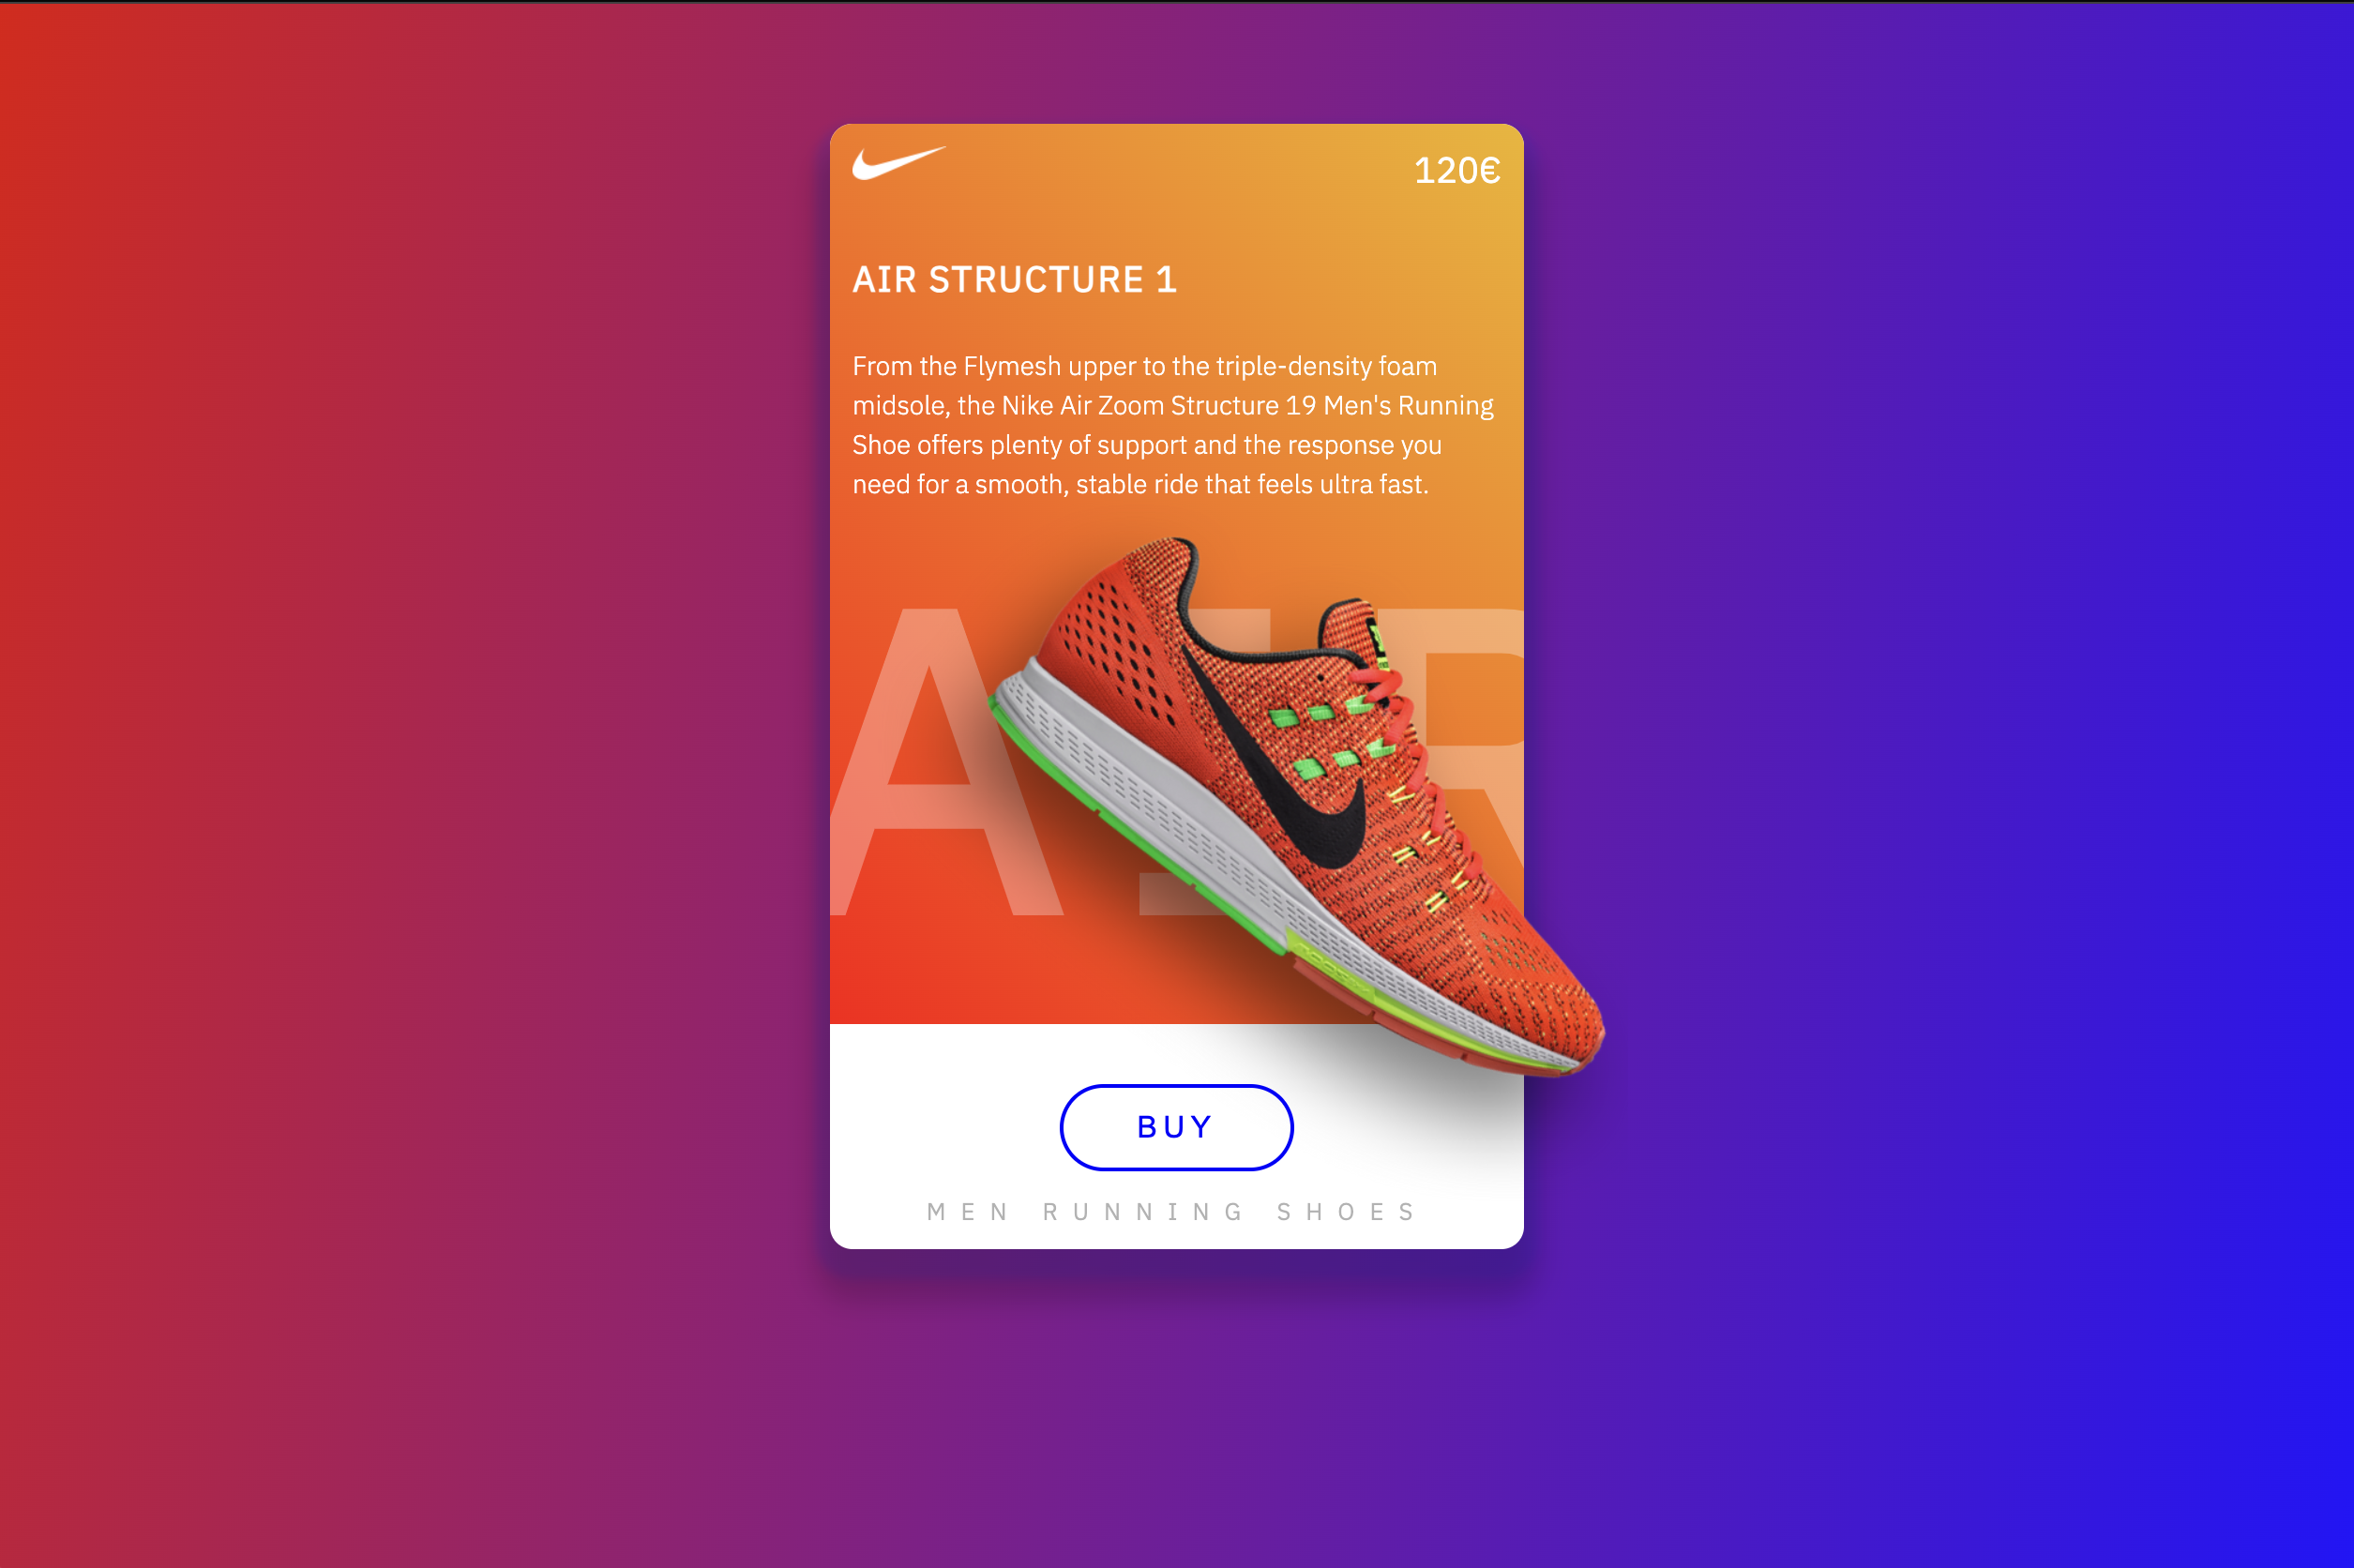 120€
AIR STRUCTURE 1
From the Flymesh upper to the triple-density foam
midsole, the Nike Air Zoom Structure 19 Men's Running
Shoe offers plenty of support and the response you
need for a smooth, stable ride that feels ultra fast.
AIR
BUY
MEN RUNNING SHOES